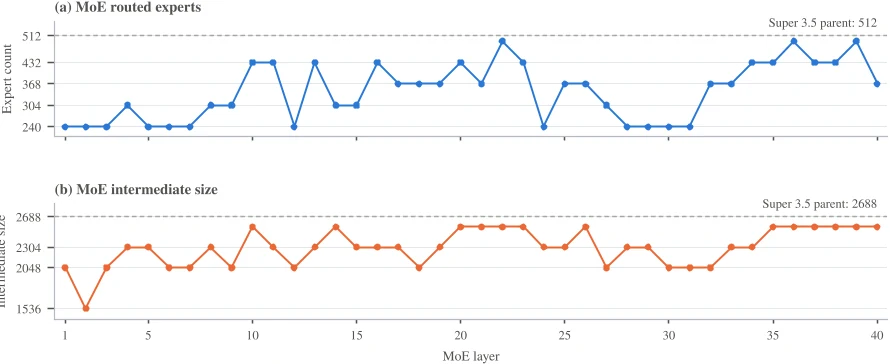 (a) MoE routed experts
Super 3.5 parent: 512
Expert count
512
432
368
304
240
(b) MoE intermediate size
Super 3.5 parent: 2688
Intermediate size
2688
2304
2048
1536
1 5 10 15 20 25 30 35 40
MoE layer